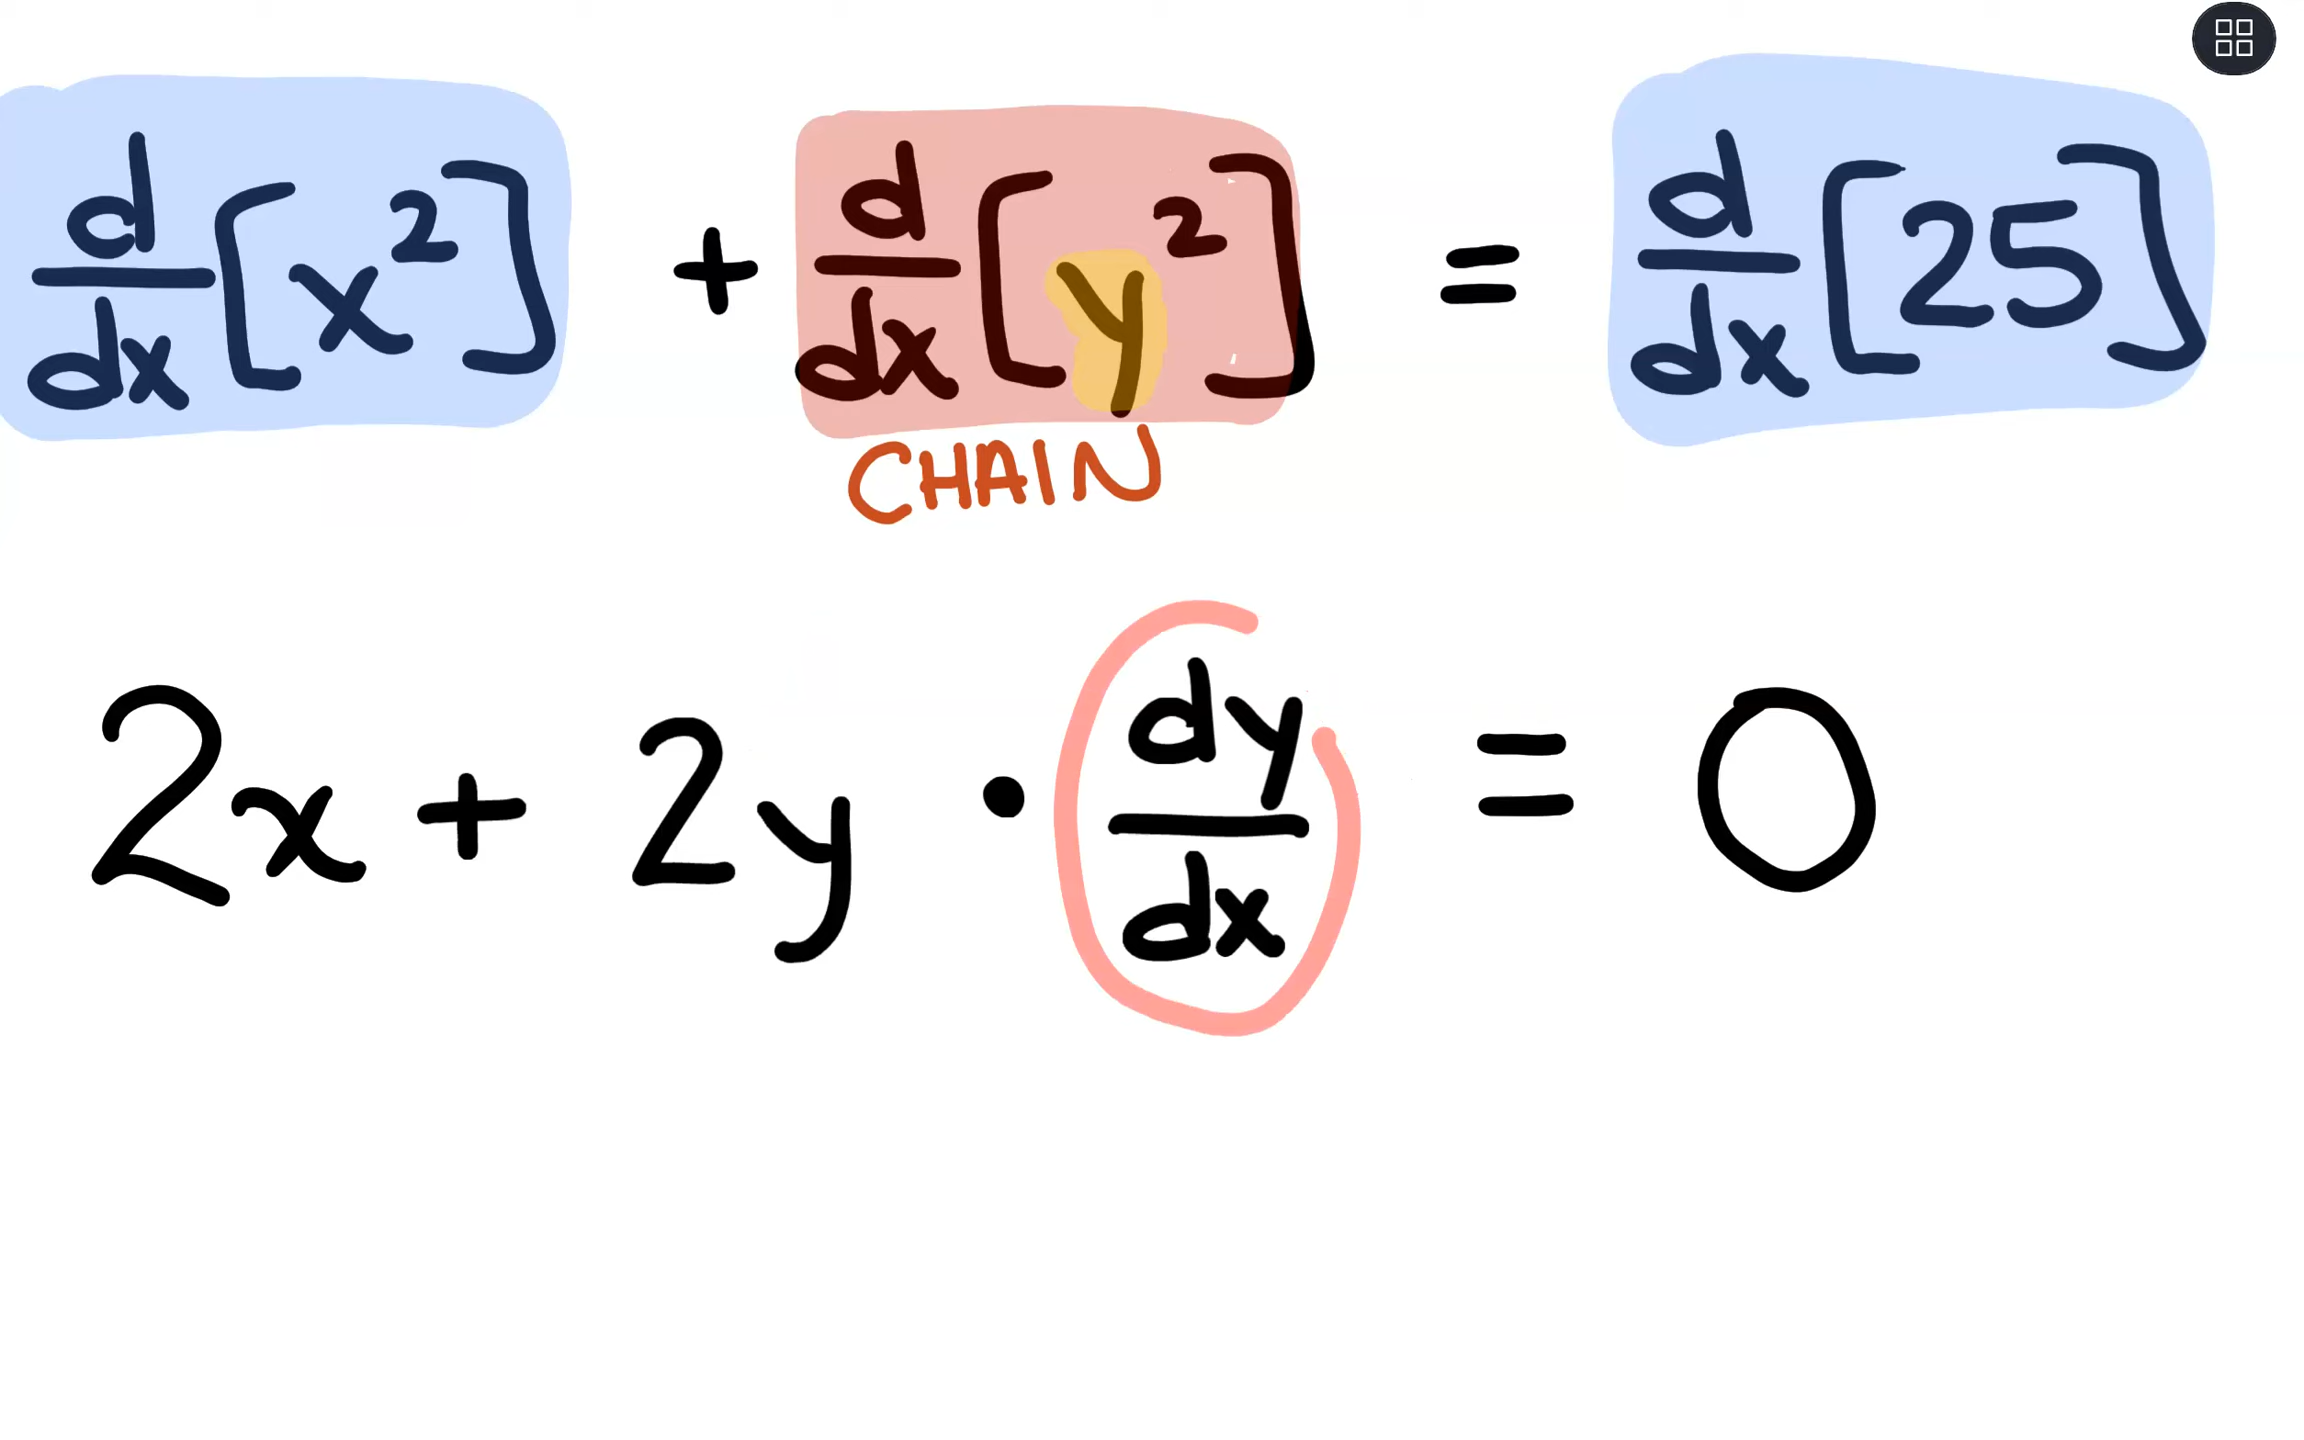 d/dx [x²] + d/dx [y²] = d/dx [25]
CHAIN
2x + 2y · dy/dx = 0